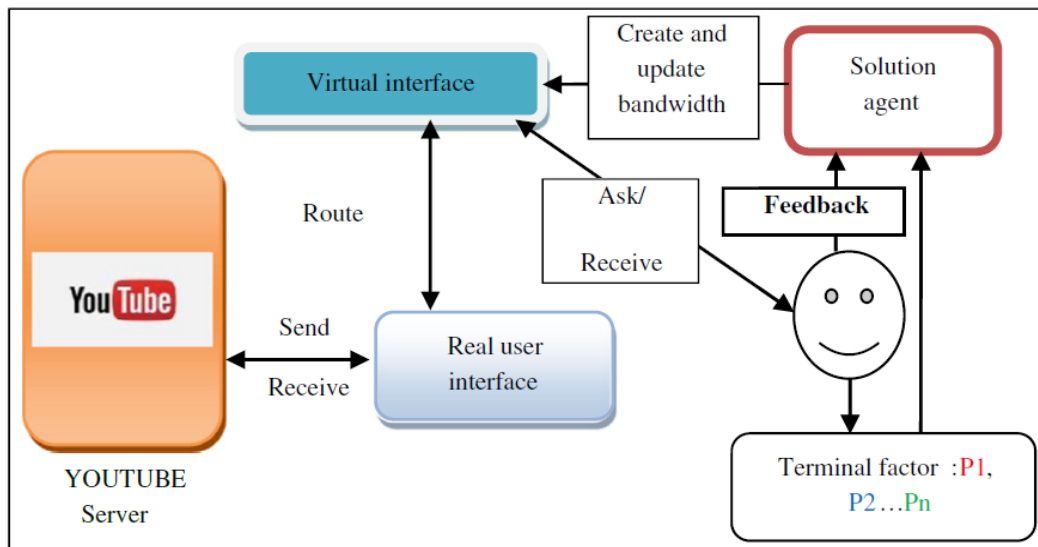 Create and
update
bandwidth
Virtual interface
Solution
agent
Feedback
Ask/
Receive
Route
YouTube
Send
Receive
Real user
interface
Terminal factor :P1,
P2…Pn
YOUTUBE
Server